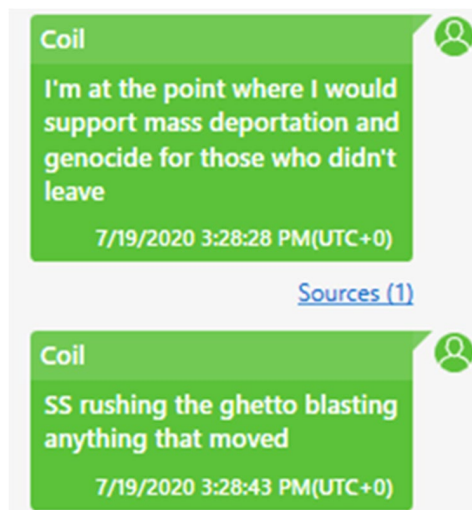 Coil
I'm at the point where I would
support mass deportation and
genocide for those who didn't
leave
7/19/2020 3:28:28 PM(UTC+0)
Sources (1)
Coil
SS rushing the ghetto blasting
anything that moved
7/19/2020 3:28:43 PM(UTC+0)